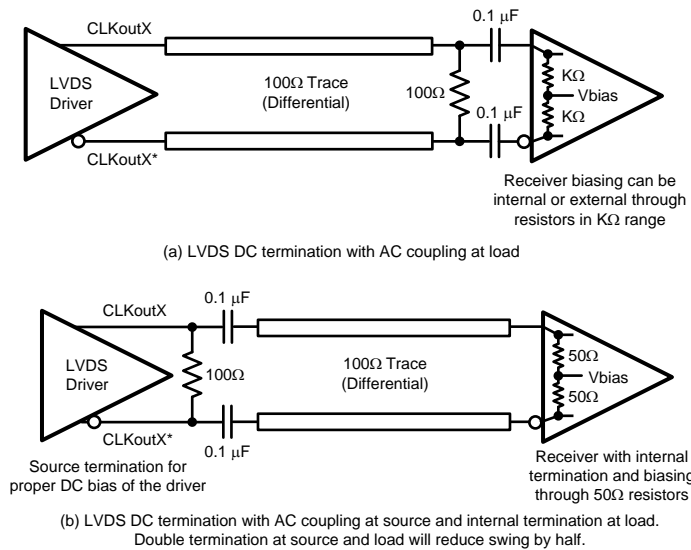 CLKoutX
0.1 µF
LVDS
Driver
100Ω Trace
(Differential)
100Ω
KΩ
Vbias
KΩ
0.1 µF
CLKoutX*
Receiver biasing can be
internal or external through
resistors in KΩ range
(a) LVDS DC termination with AC coupling at load
0.1 µF
CLKoutX
LVDS
Driver
100Ω
100Ω Trace
(Differential)
50Ω
Vbias
50Ω
CLKoutX*
0.1 µF
Source termination for
proper DC bias of the driver
Receiver with internal
termination and biasing
through 50Ω resistors
(b) LVDS DC termination with AC coupling at source and internal termination at load.
Double termination at source and load will reduce swing by half.